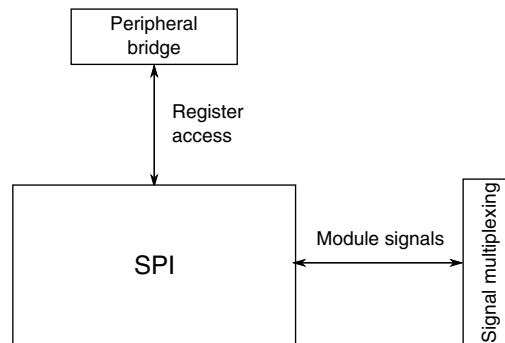 Peripheral
bridge
Register
access
SPI
Module signals
Signal multiplexing